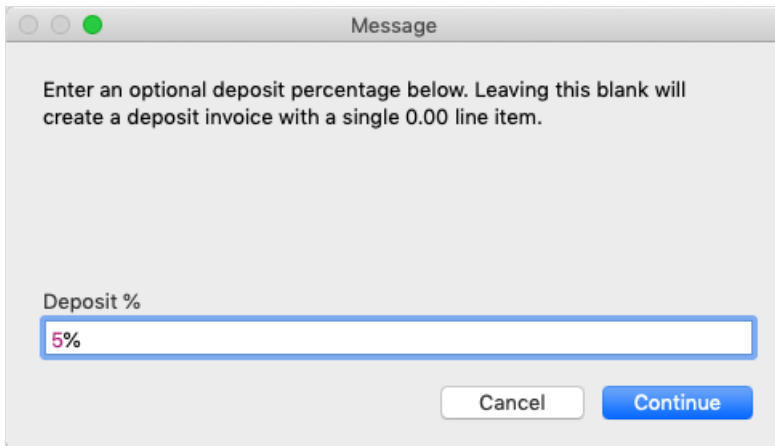 Message
Enter an optional deposit percentage below. Leaving this blank will
create a deposit invoice with a single 0.00 line item.
Deposit %
5%
Cancel Continue